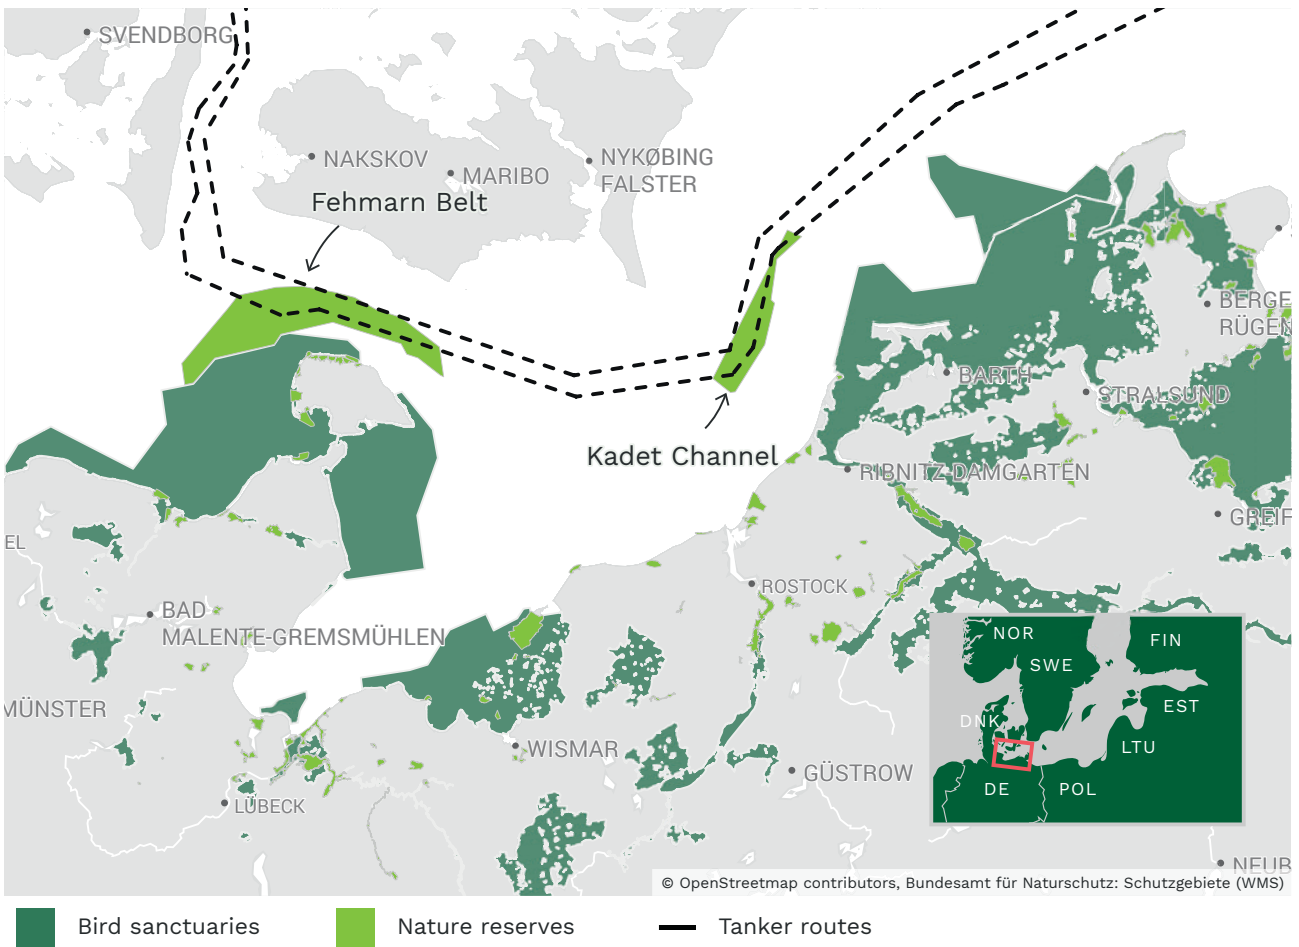 SVENDBORG
NAKSKOV
MARIBO
NYKØBING
FALSTER
Fehmarn Belt
BERGE
RÜGEN
BARTH
STRALSUND
Kadet Channel
RIBNITZ-DAMGARTEN
GREIF
EL
ROSTOCK
BAD
MALENTE-GREMSMÜHLEN
MÜNSTER
WISMAR
GÜSTROW
LÜBECK
NOR
FIN
SWE
EST
DNK
LTU
DE
POL
NEUB
© OpenStreetmap contributors, Bundesamt für Naturschutz: Schutzgebiete (WMS)
Bird sanctuaries
Nature reserves
Tanker routes